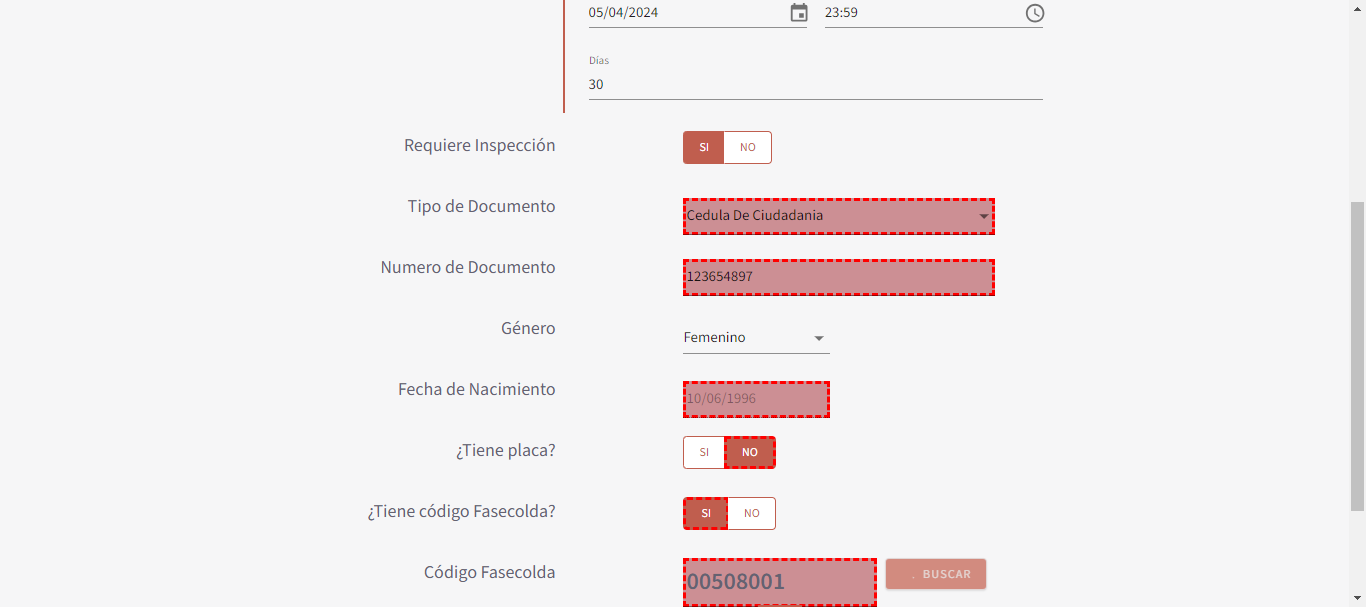 05/04/2024 23:59
Días
30
Requiere Inspección SI NO
Tipo de Documento Cedula De Ciudadania
Numero de Documento 123654897
Género Femenino
Fecha de Nacimiento 10/06/1996
¿Tiene placa? SI NO
¿Tiene código Fasecolda? SI NO
Código Fasecolda 00508001 . BUSCAR